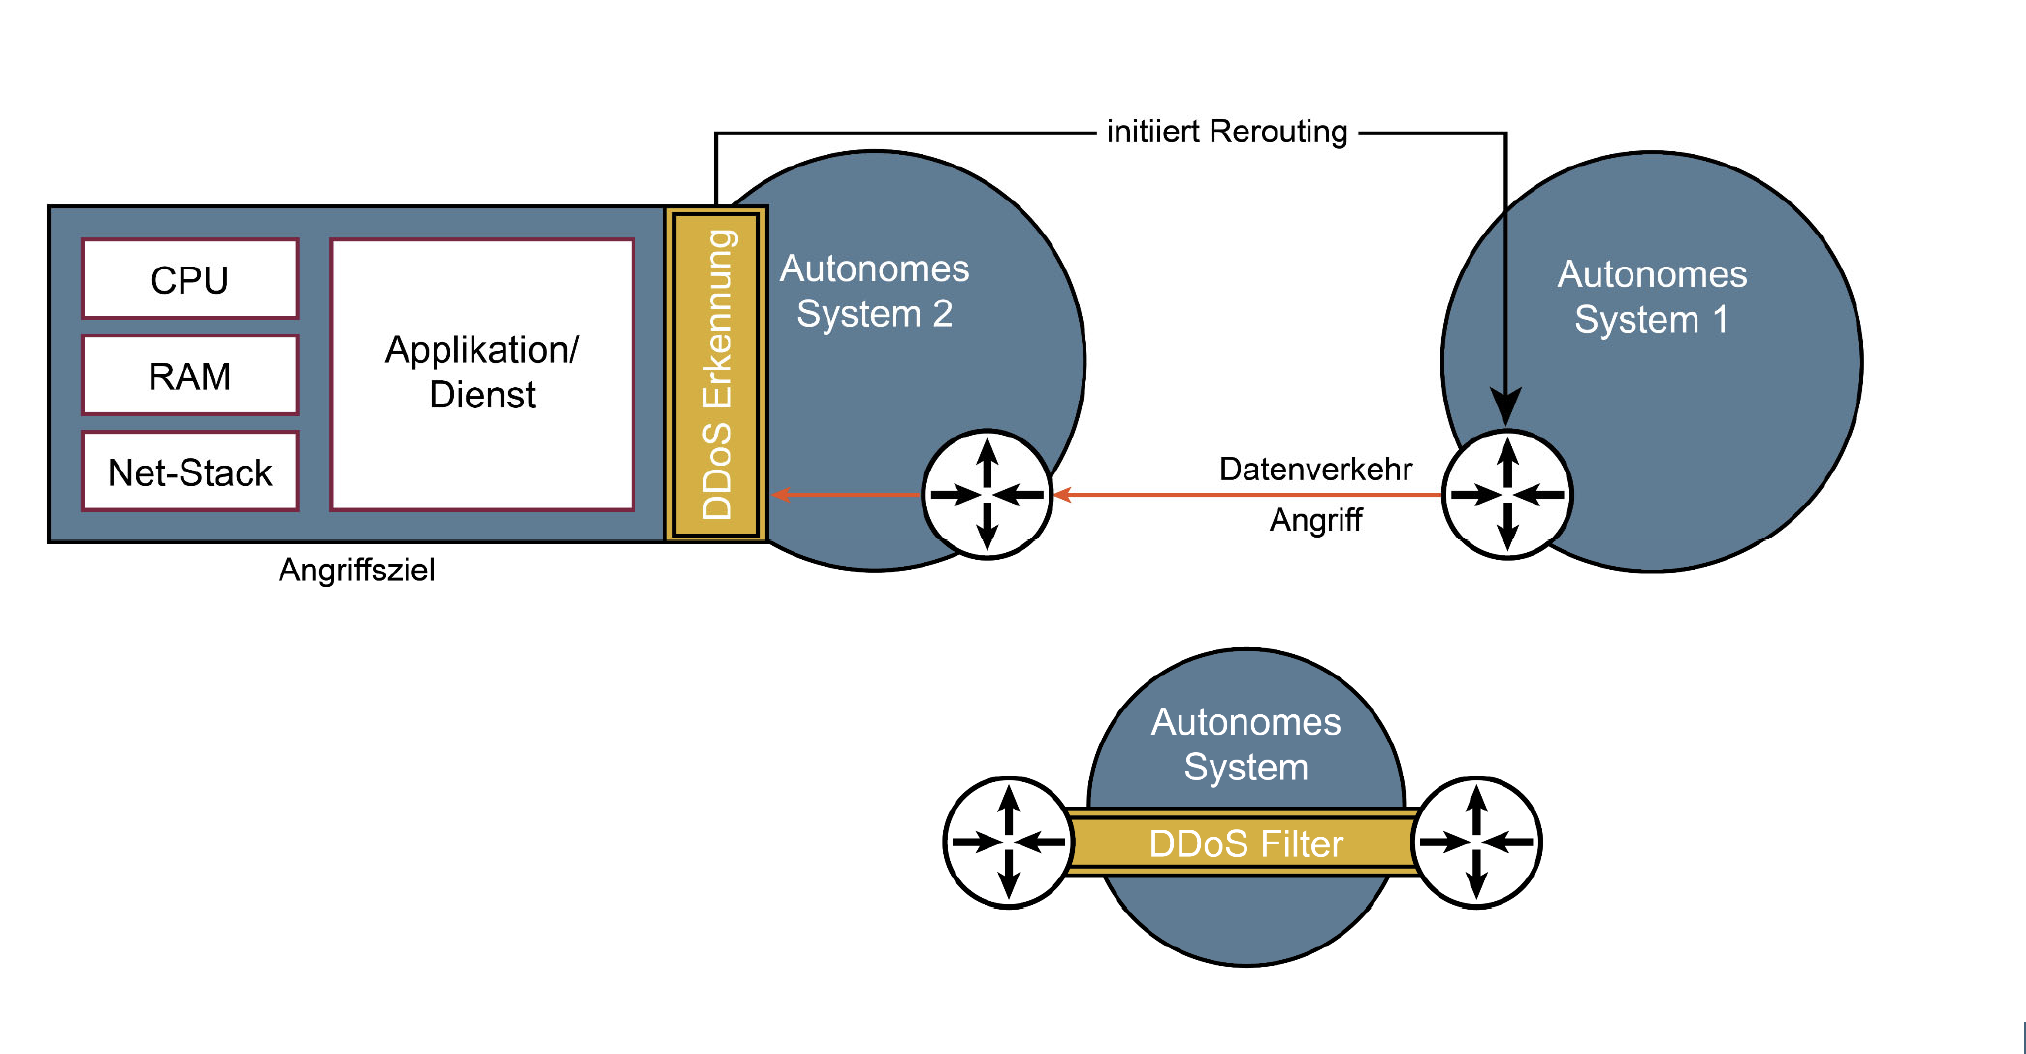 initiiert Rerouting
CPU
RAM
Net-Stack
Applikation/
Dienst
DDoS Erkennung
Autonomes
System 2
Autonomes
System 1
Datenverkehr
Angriff
Angriffsziel
Autonomes
System
DDoS Filter